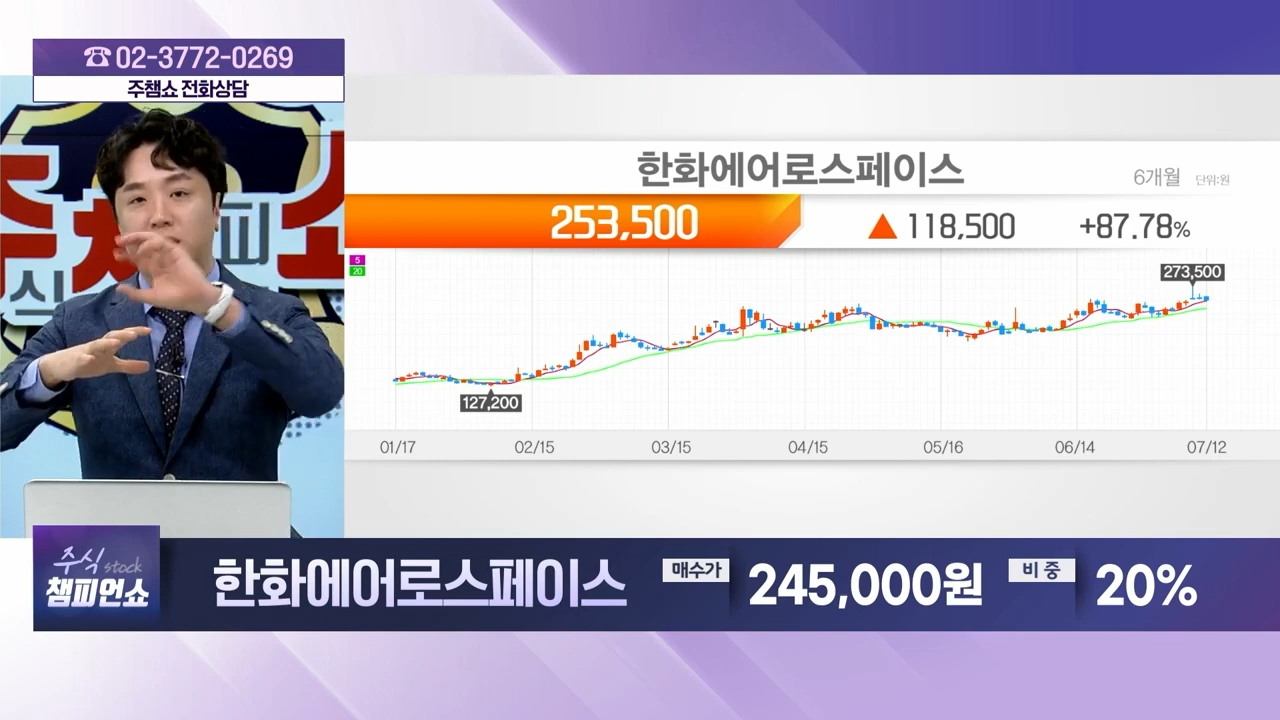 ☎02-3772-0269
주챔쇼 전화상담
한화에어로스페이스
6개월 단위:원
253,500 ▲118,500 +87.78%
5
20
273,500
127,200
01/17 02/15 03/15 04/15 05/16 06/14 07/12
주식 stock
챔피언쇼
한화에어로스페이스 매수가 245,000원 비중 20%
피
식